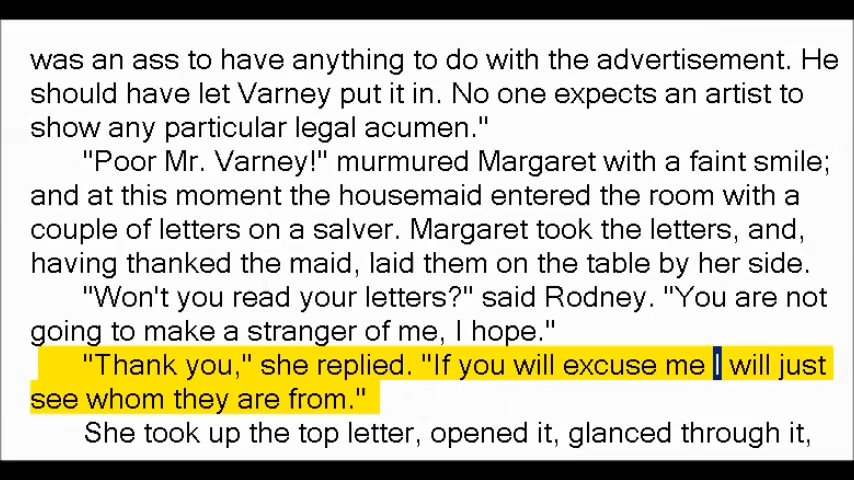 was an ass to have anything to do with the advertisement. He
should have let Varney put it in. No one expects an artist to
show any particular legal acumen."
"Poor Mr. Varney!" murmured Margaret with a faint smile;
and at this moment the housemaid entered the room with a
couple of letters on a salver. Margaret took the letters, and,
having thanked the maid, laid them on the table by her side.
"Won't you read your letters?" said Rodney. "You are not
going to make a stranger of me, I hope."
"Thank you," she replied. "If you will excuse me I will just
see whom they are from."
She took up the top letter, opened it, glanced through it,